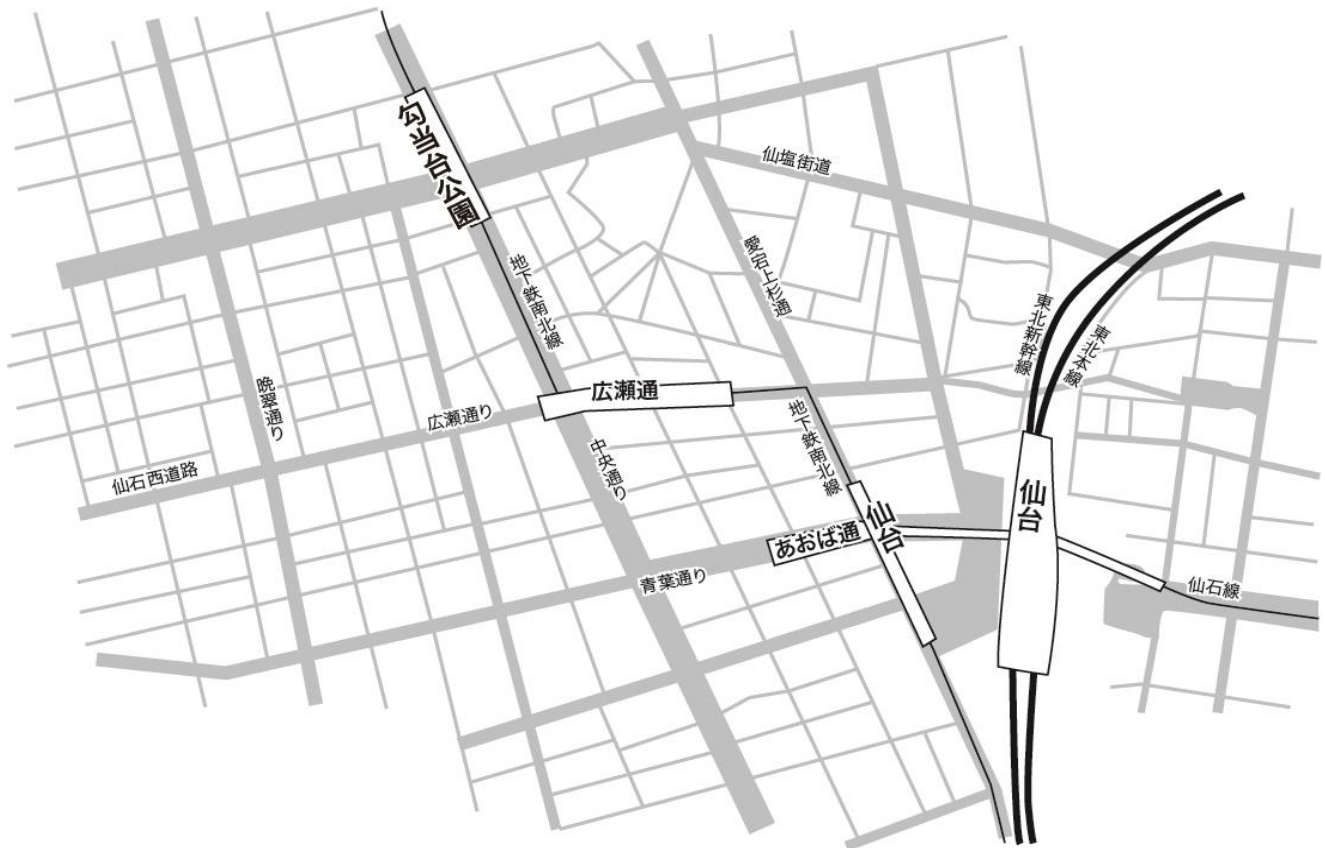 勾当台公園
仙塩街道
愛宕上杉通
地下鉄南北線
東北新幹線
東北本線
晩翠通り
広瀬通り
広瀬通
地下鉄南北線
中央通り
仙石西道路
仙台
仙台
あおば通
青葉通り
仙石線